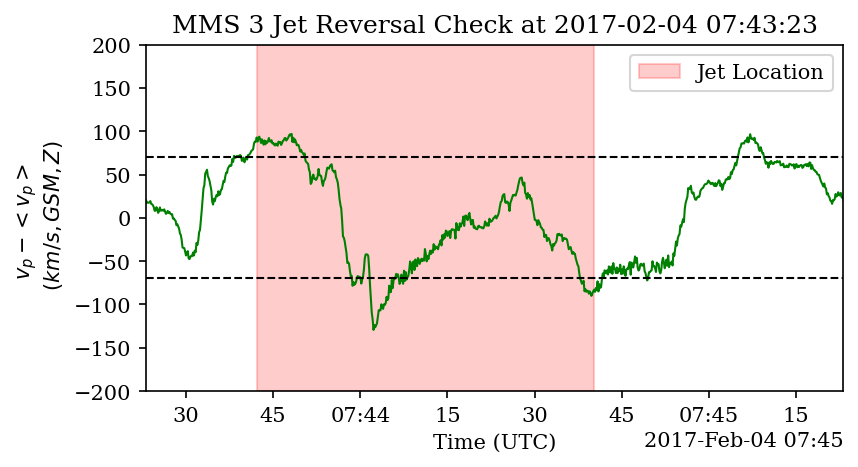 MMS 3 Jet Reversal Check at 2017-02-04 07:43:23
Jet Location
v_p − < v_p >
(km/s, GSM, Z)
200
150
100
50
0
−50
−100
−150
−200
30 45 07:44 15 30 45 07:45 15
Time (UTC)
2017-Feb-04 07:45